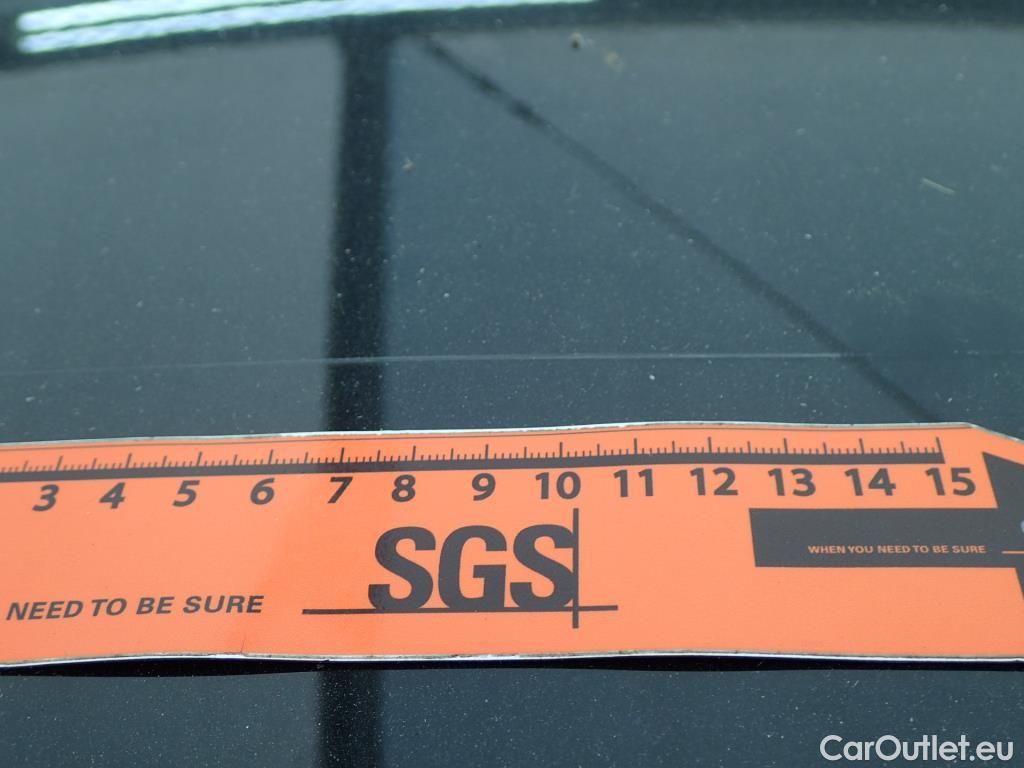 3 4 5 6 7 8 9 10 11 12 13 14 15
SGS
WHEN YOU NEED TO BE SURE
NEED TO BE SURE
CarOutlet.eu